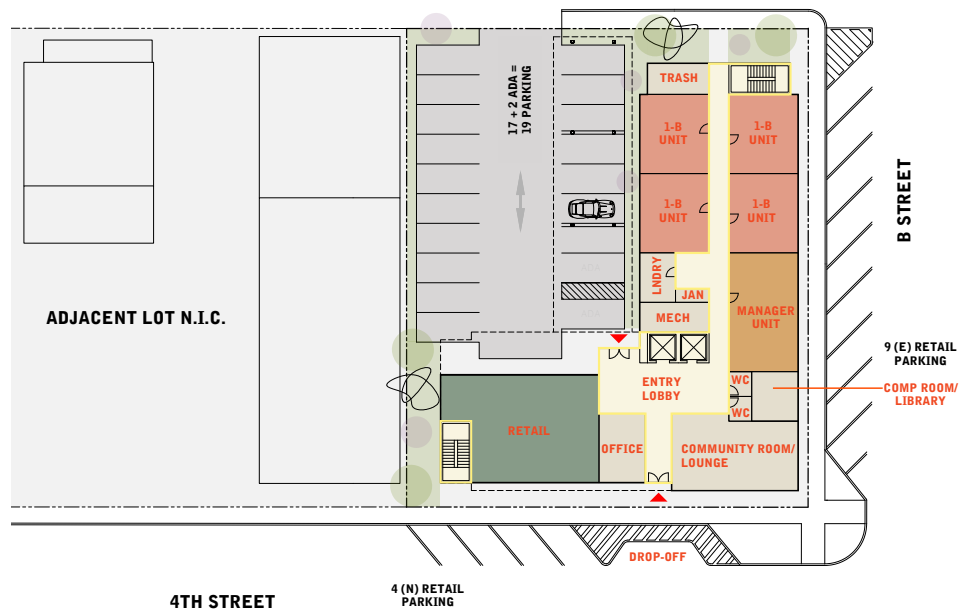 17 + 2 ADA =
19 PARKING
TRASH
1-B
UNIT
1-B
UNIT
1-B
UNIT
1-B
UNIT
B STREET
ADA
ADA
LNDRY
JAN
MECH
MANAGER
UNIT
ADJACENT LOT N.I.C.
9 (E) RETAIL
PARKING
ENTRY
LOBBY
WC
WC
COMP ROOM/
LIBRARY
RETAIL
OFFICE
COMMUNITY ROOM/
LOUNGE
DROP-OFF
4 (N) RETAIL
PARKING
4TH STREET